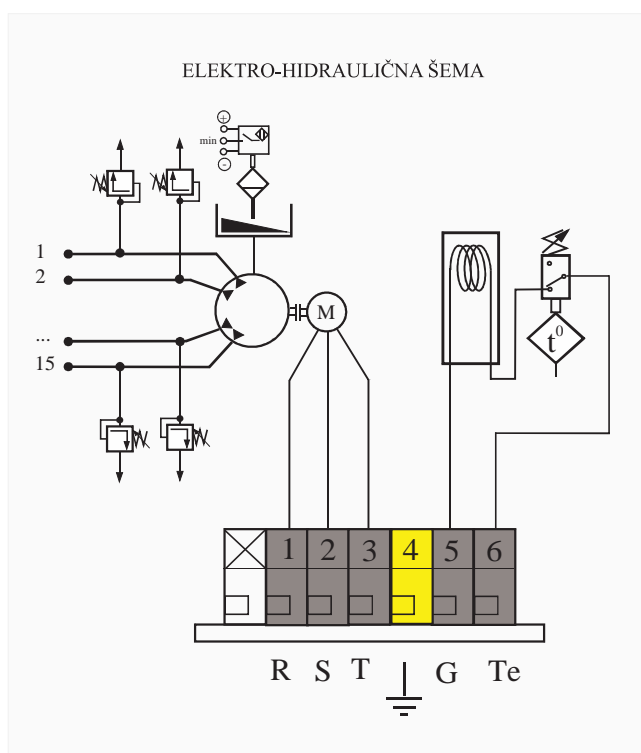 ELEKTRO-HIDRAULIČNA ŠEMA
+
min
-
1
2
...
15
M
t⁰
1 2 3 4 5 6
R S T G Te